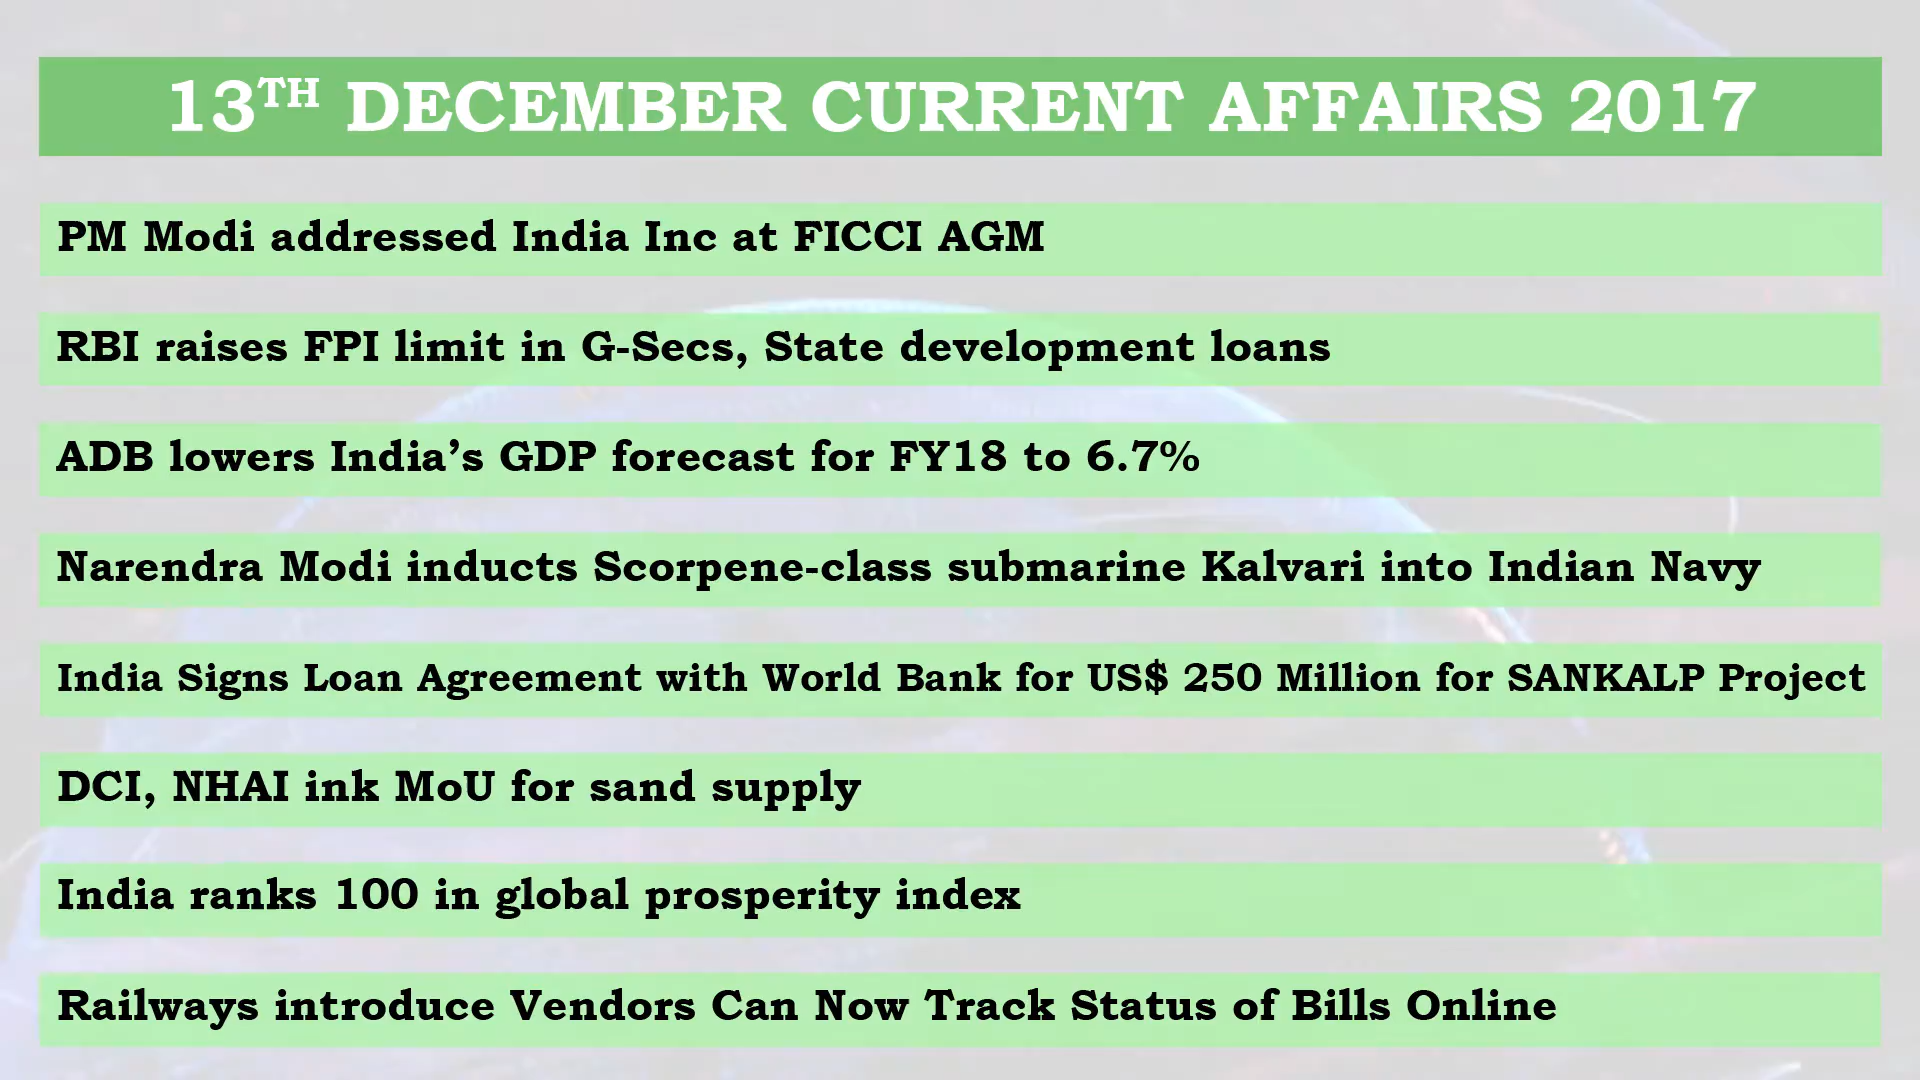 13TH DECEMBER CURRENT AFFAIRS 2017
PM Modi addressed India Inc at FICCI AGM
RBI raises FPI limit in G-Secs, State development loans
ADB lowers India’s GDP forecast for FY18 to 6.7%
Narendra Modi inducts Scorpene-class submarine Kalvari into Indian Navy
India Signs Loan Agreement with World Bank for US$ 250 Million for SANKALP Project
DCI, NHAI ink MoU for sand supply
India ranks 100 in global prosperity index
Railways introduce Vendors Can Now Track Status of Bills Online